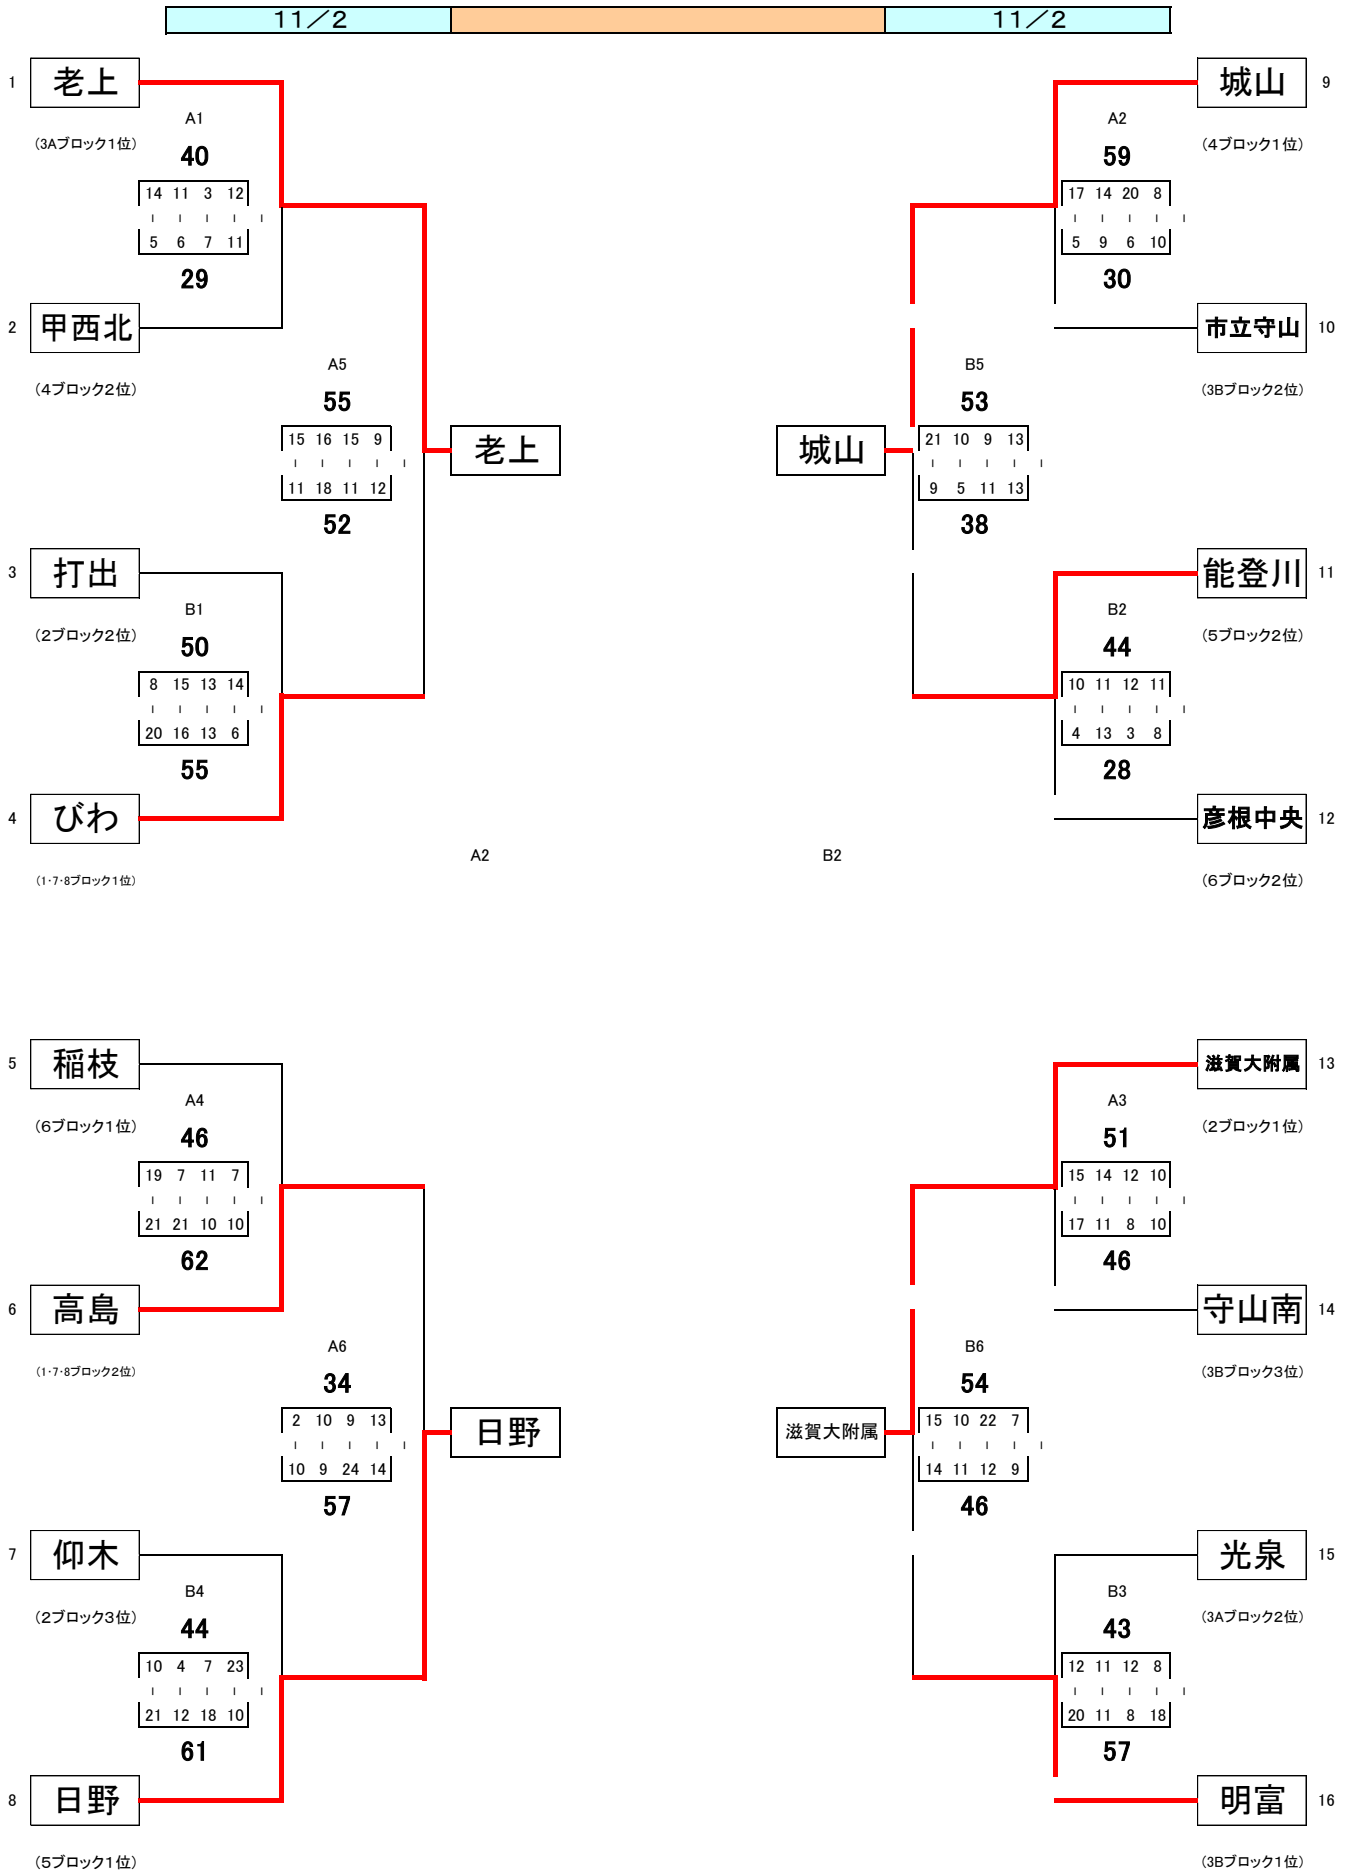 11／2
11／2
1
老上
(3Aブロック1位)
A1
40
14 11 3 12
5 6 7 11
29
2
甲西北
(4ブロック2位)
A5
55
15 16 15 9
11 18 11 12
52
老上
3
打出
(2ブロック2位)
B1
50
8 15 13 14
20 16 13 6
55
4
びわ
(1・7・8ブロック1位)
A2
城山
9
(4ブロック1位)
A2
59
17 14 20 8
5 9 6 10
30
市立守山
10
(3Bブロック2位)
B5
53
21 10 9 13
9 5 11 13
38
城山
能登川
11
(5ブロック2位)
B2
44
10 11 12 11
4 13 3 8
28
彦根中央
12
(6ブロック2位)
B2
5
稲枝
(6ブロック1位)
A4
46
19 7 11 7
21 21 10 10
62
6
高島
(1・7・8ブロック2位)
A6
34
2 10 9 13
10 9 24 14
57
日野
7
仰木
(2ブロック3位)
B4
44
10 4 7 23
21 12 18 10
61
8
日野
(5ブロック1位)
滋賀大附属
13
(2ブロック1位)
A3
51
15 14 12 10
17 11 8 10
46
守山南
14
(3Bブロック3位)
B6
54
15 10 22 7
14 11 12 9
46
滋賀大附属
光泉
15
(3Aブロック2位)
B3
43
12 11 12 8
20 11 8 18
57
明富
16
(3Bブロック1位)